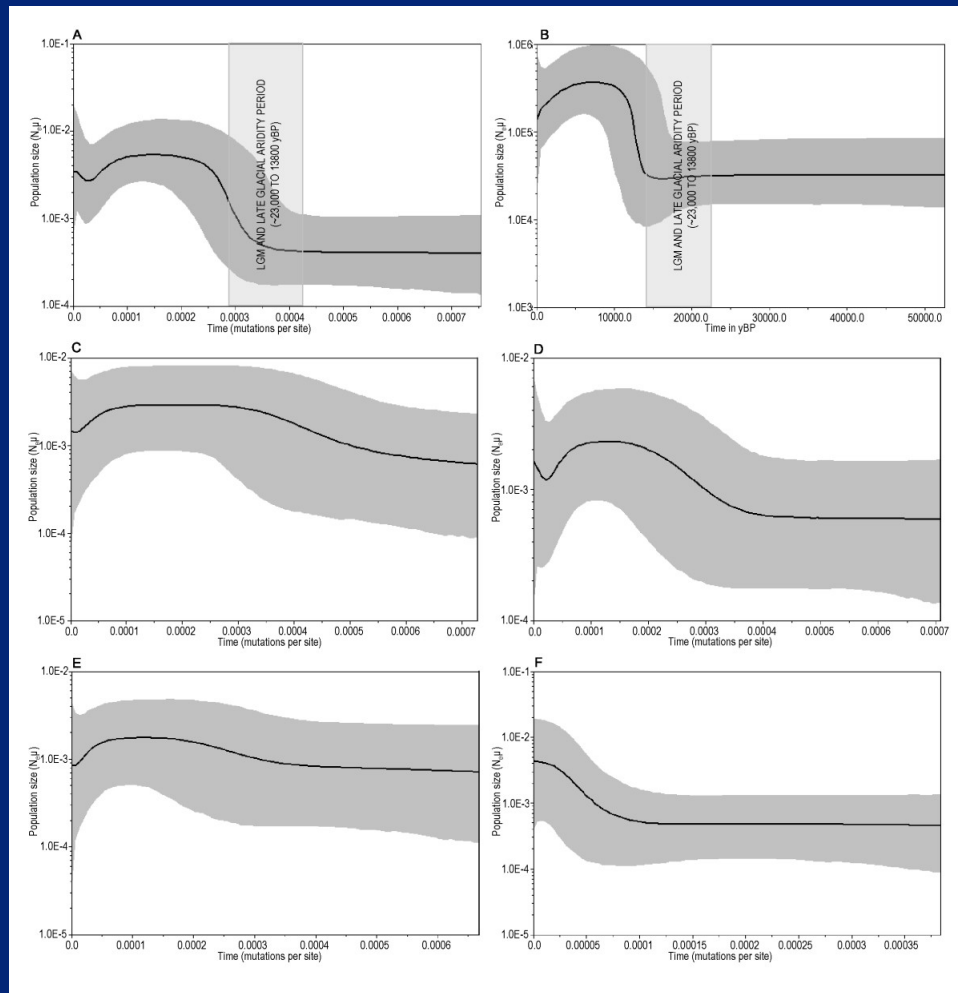 A
1.0E-1
1.0E-2
1.0E-3
1.0E-4
Population size (Neμ)
LGM AND LATE GLACIAL ARIDITY PERIOD
(~23,000 TO 13800 yBP)
0.0 0.0001 0.0002 0.0003 0.0004 0.0005 0.0006 0.0007
Time (mutations per site)
B
1.0E6
1.0E5
1.0E4
1.0E3
Population size (Neμ)
LGM AND LATE GLACIAL ARIDITY PERIOD
(~23,000 TO 13800 yBP)
0.0 10000.0 20000.0 30000.0 40000.0 50000.0
Time in yBP
C
1.0E-2
1.0E-3
1.0E-4
1.0E-5
Population size (Neμ)
0.0 0.0001 0.0002 0.0003 0.0004 0.0005 0.0006 0.0007
Time (mutations per site)
D
1.0E-2
1.0E-3
1.0E-4
Population size (Neμ)
0.0 0.0001 0.0002 0.0003 0.0004 0.0005 0.0006 0.0007
Time (mutations per site)
E
1.0E-2
1.0E-3
1.0E-4
1.0E-5
Population size (Neμ)
0.0 0.0001 0.0002 0.0003 0.0004 0.0005 0.0006
Time (mutations per site)
F
1.0E-1
1.0E-2
1.0E-3
1.0E-4
1.0E-5
Population size (Neμ)
0.0 0.00005 0.0001 0.00015 0.0002 0.00025 0.0003 0.00035
Time (mutations per site)